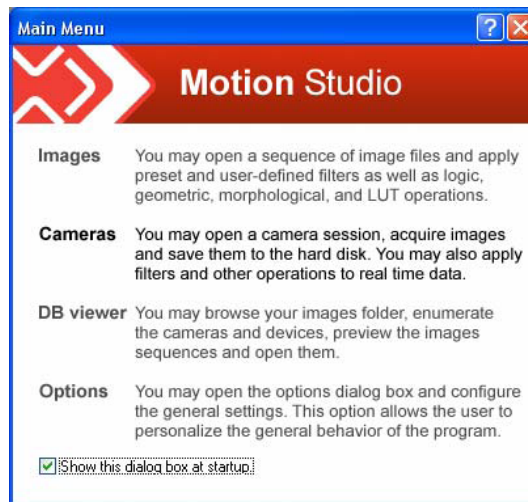 Main Menu
Motion Studio
Images You may open a sequence of image files and apply
preset and user-defined filters as well as logic,
geometric, morphological, and LUT operations.
Cameras You may open a camera session, acquire images
and save them to the hard disk. You may also apply
filters and other operations to real time data.
DB viewer You may browse your images folder, enumerate
the cameras and devices, preview the images
sequences and open them.
Options You may open the options dialog box and configure
the general settings. This option allows the user to
personalize the general behavior of the program.
Show this dialog box at startup.